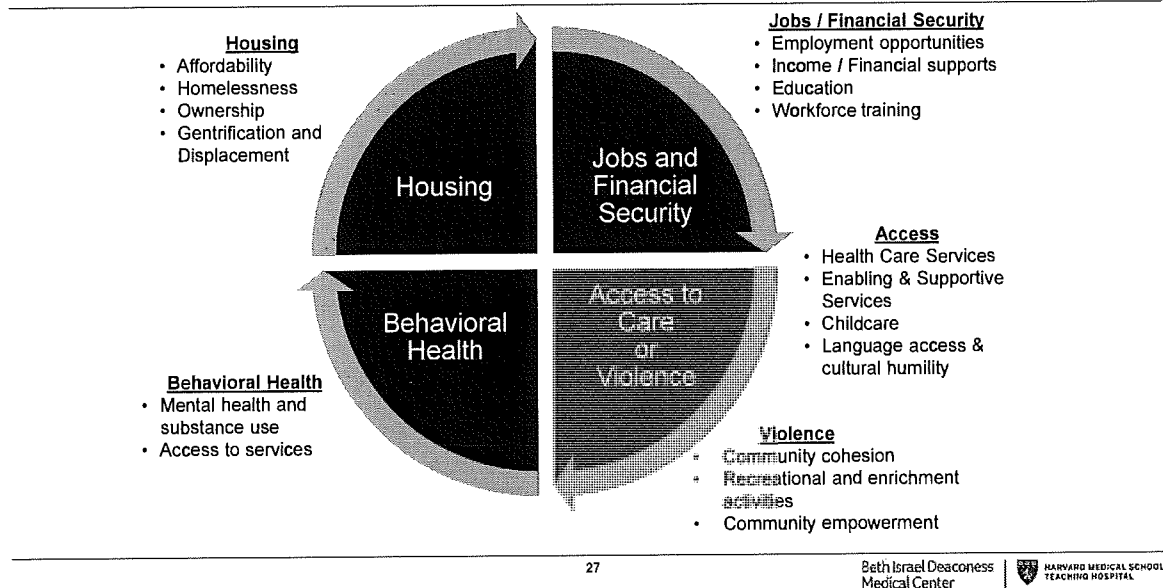 Housing
• Affordability
• Homelessness
• Ownership
• Gentrification and
Displacement
Jobs / Financial Security
• Employment opportunities
• Income / Financial supports
• Education
• Workforce training
Housing
Jobs and
Financial
Security
Behavioral
Health
Access to
Care
or
Violence
Access
• Health Care Services
• Enabling & Supportive
Services
• Childcare
• Language access &
cultural humility
Behavioral Health
• Mental health and
substance use
• Access to services
Violence
• Community cohesion
• Recreational and enrichment
activities
• Community empowerment
27
Beth Israel Deaconess
Medical Center
HARVARD MEDICAL SCHOOL
TEACHING HOSPITAL